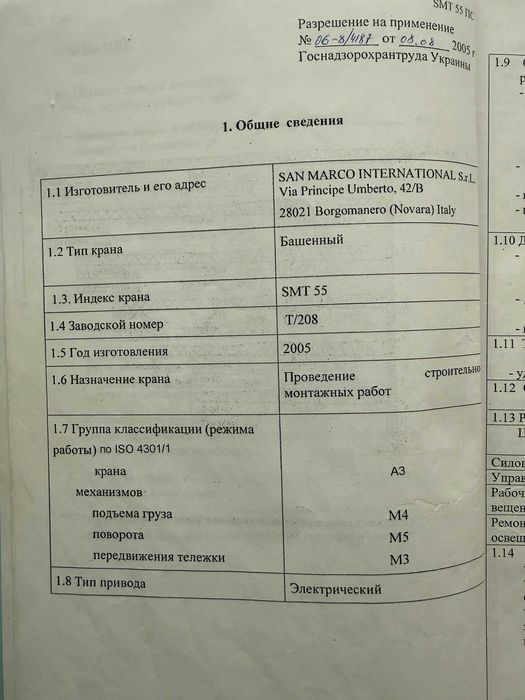 SMT 55 ПС
Разрешение на применение
№ 06-8/4187 от 08.08 2005 г
Госнадзорохрантруда Украины
1. Общие сведения
1.1 Изготовитель и его адрес
SAN MARCO INTERNATIONAL S.r.L.
Via Principe Umberto, 42/B
28021 Borgomanero (Novara) Italy
1.2 Тип крана
Башенный
1.3. Индекс крана
SMT 55
1.4 Заводской номер
T/208
1.5 Год изготовления
2005
1.6 Назначение крана
Проведение строительно
монтажных работ
1.7 Группа классификации (режима
работы) по ISO 4301/1
крана
А3
механизмов
подъема груза
М4
поворота
М5
передвижения тележки
М3
1.8 Тип привода
Электрический
1.9
1.10 Д
1.11
- у
1.12
1.13 Р
Силов
Управ
Рабоч
вещен
Ремон
освещ
1.14